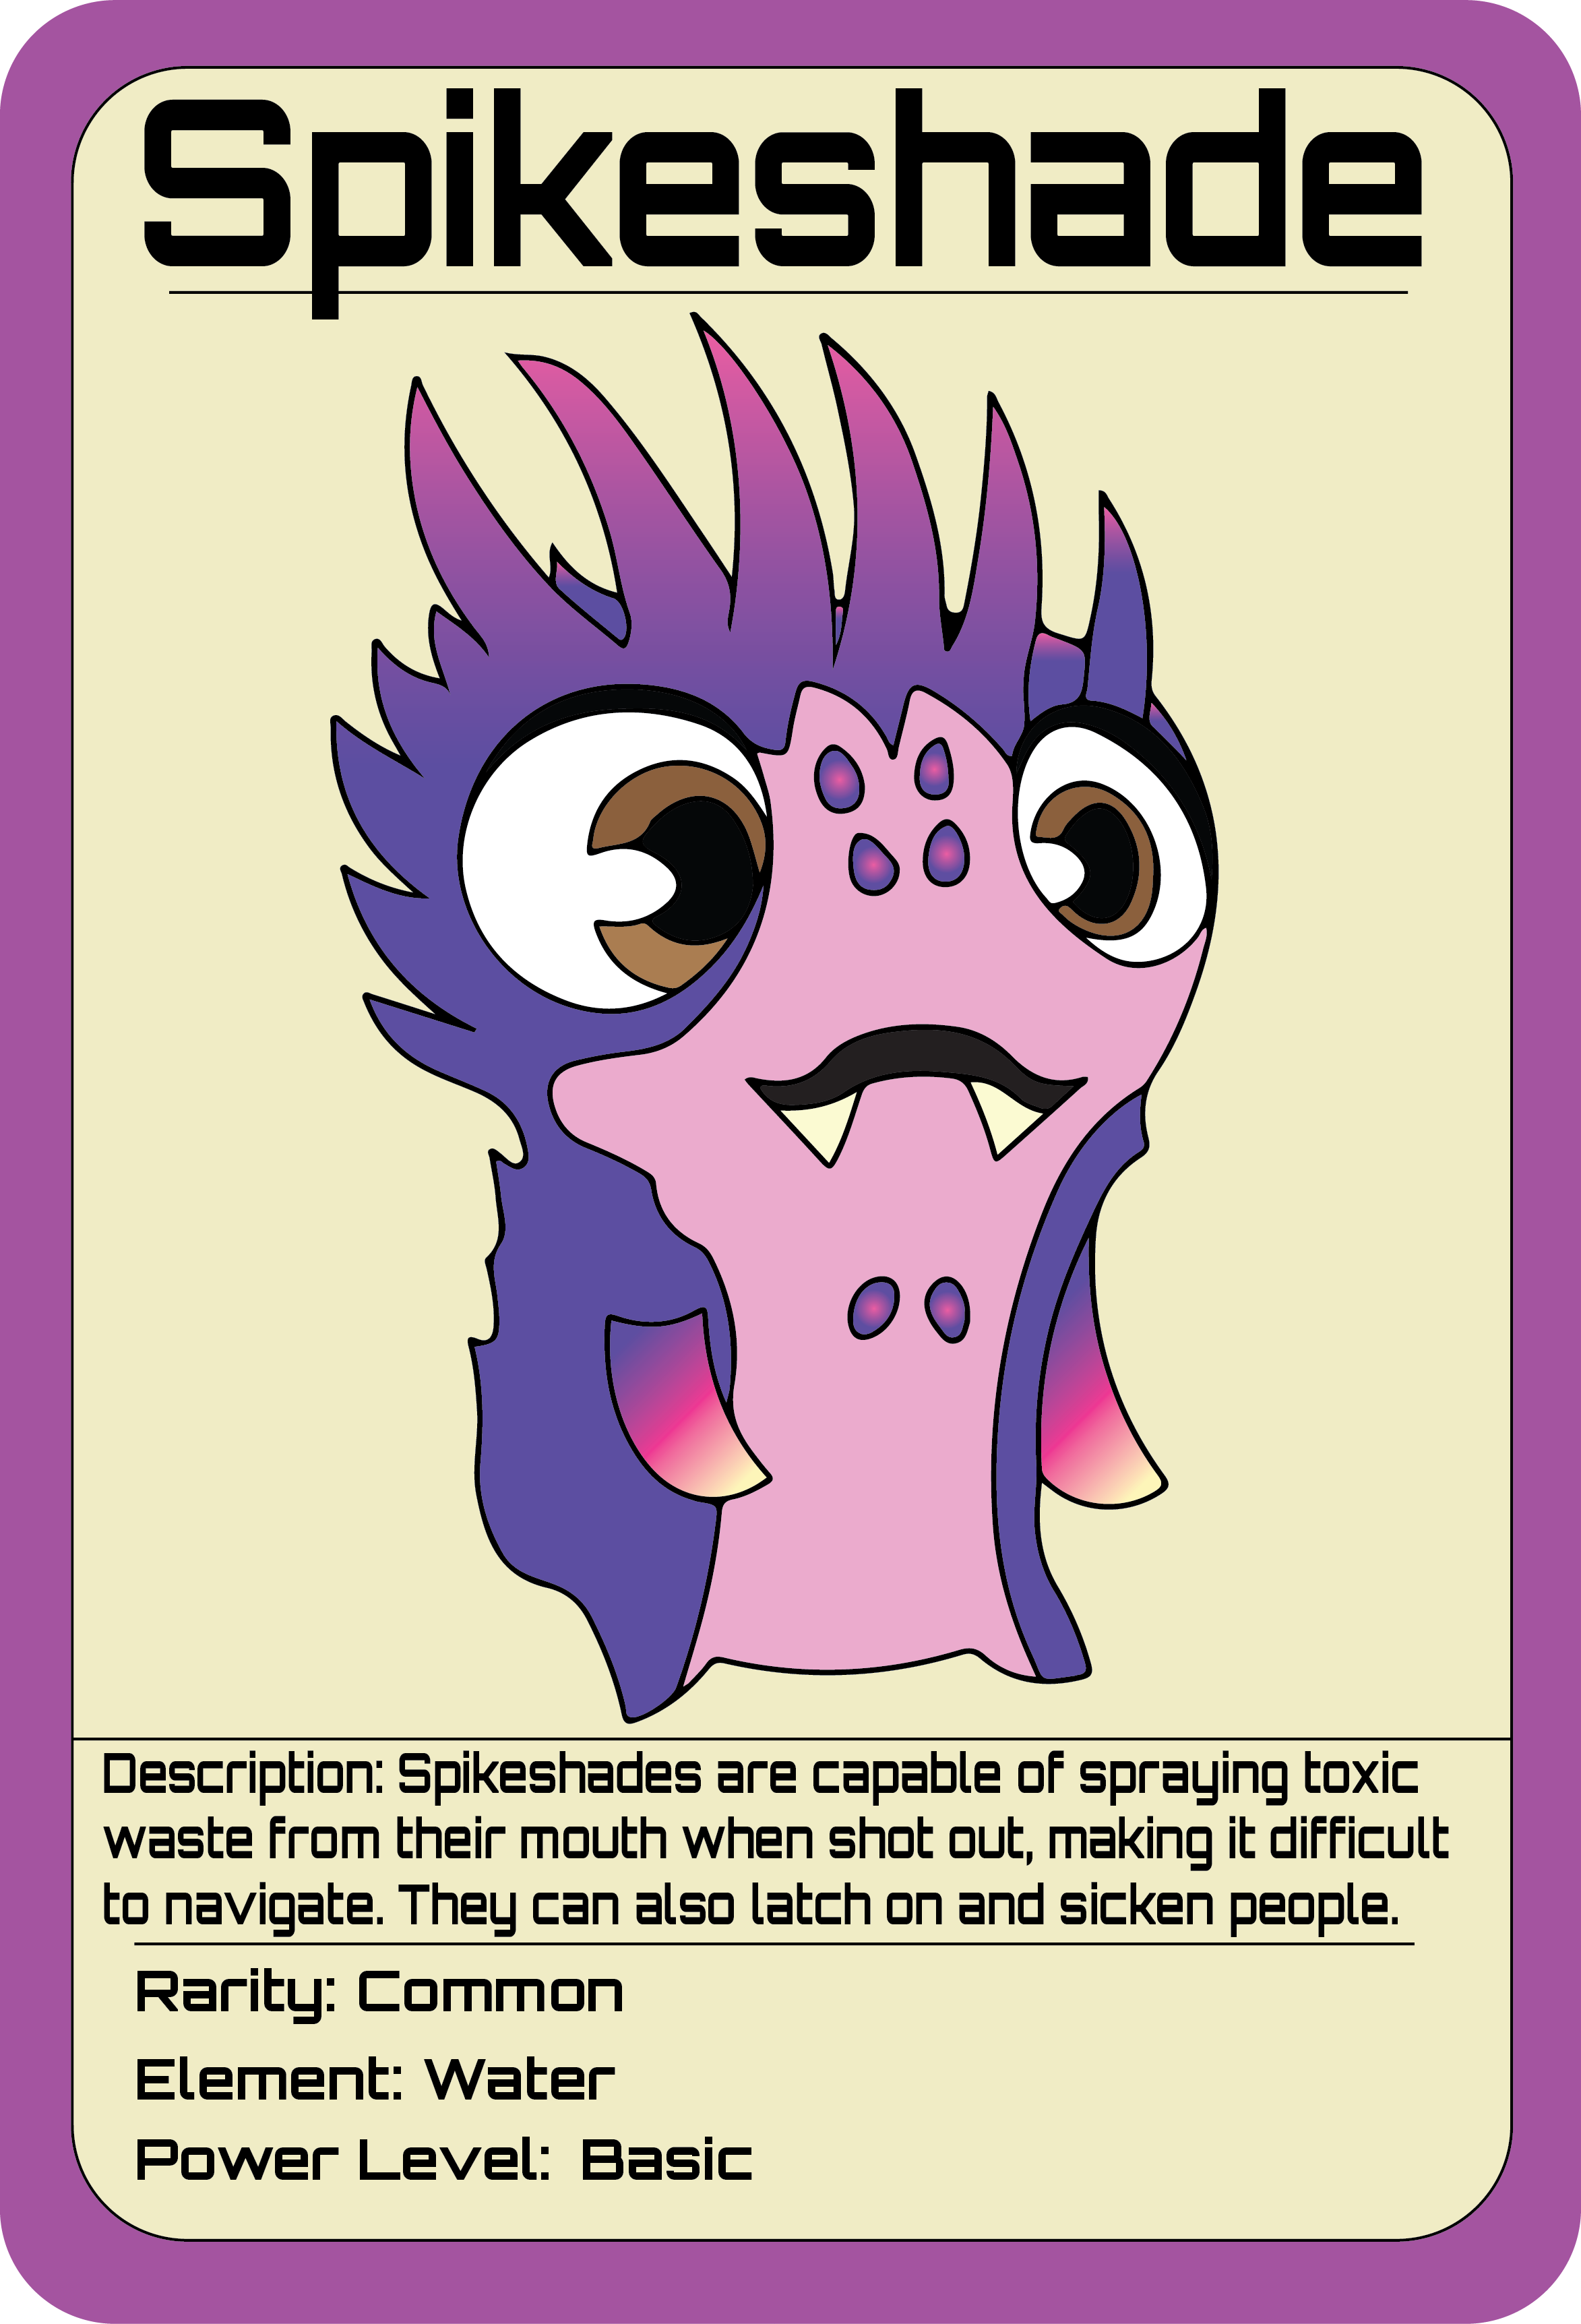 Spikeshade
Description: Spikeshades are capable of spraying toxic
waste from their mouth when shot out, making it difficult
to navigate. They can also latch on and sicken people.
Rarity: Common
Element: Water
Power Level: Basic